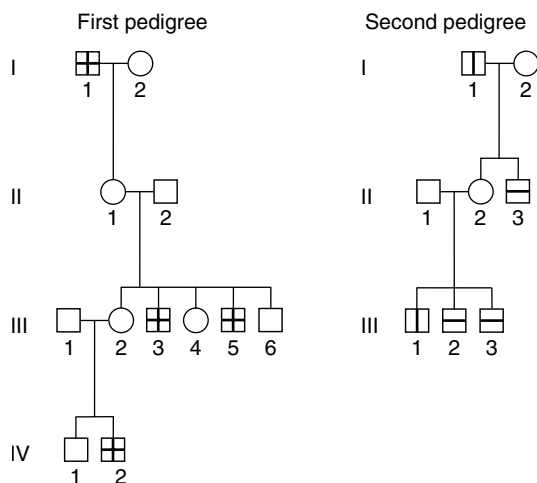 First pedigree Second pedigree
I I
1 2 1 2
II II
1 2 1 2 3
III III
1 2 3 4 5 6 1 2 3
IV
1 2